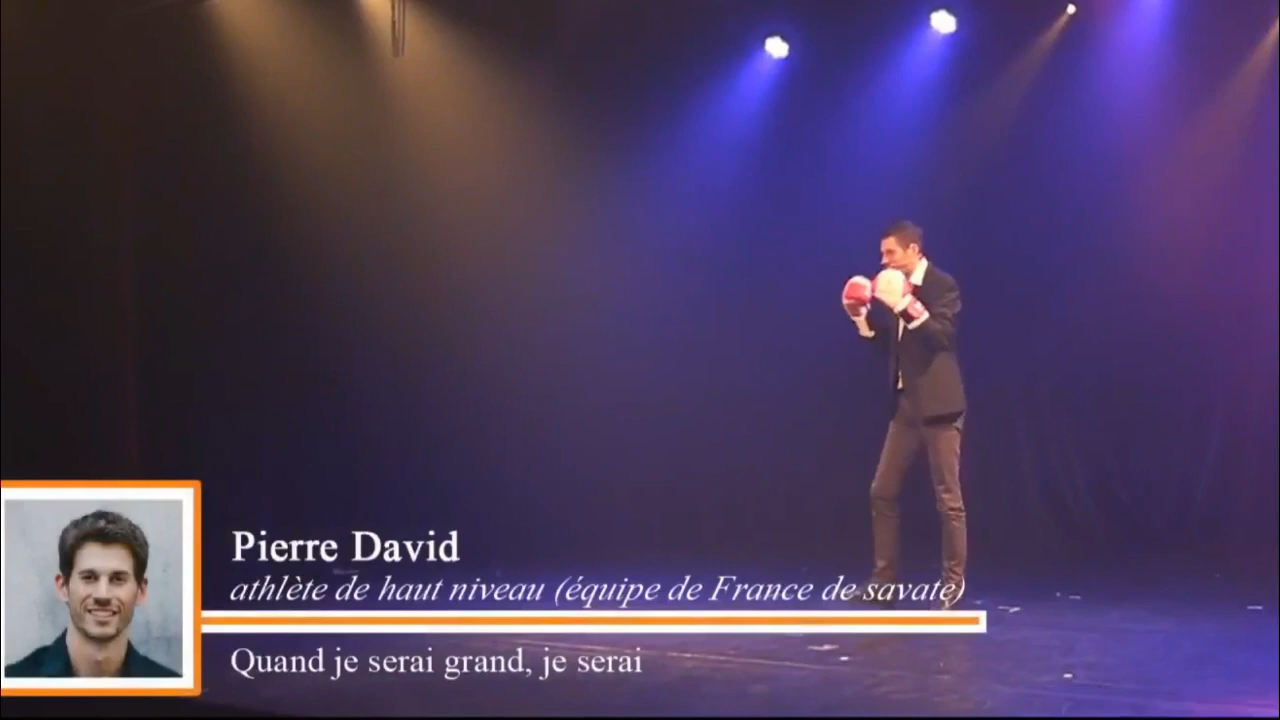 Pierre David
athlète de haut niveau (équipe de France de savate)
Quand je serai grand, je serai